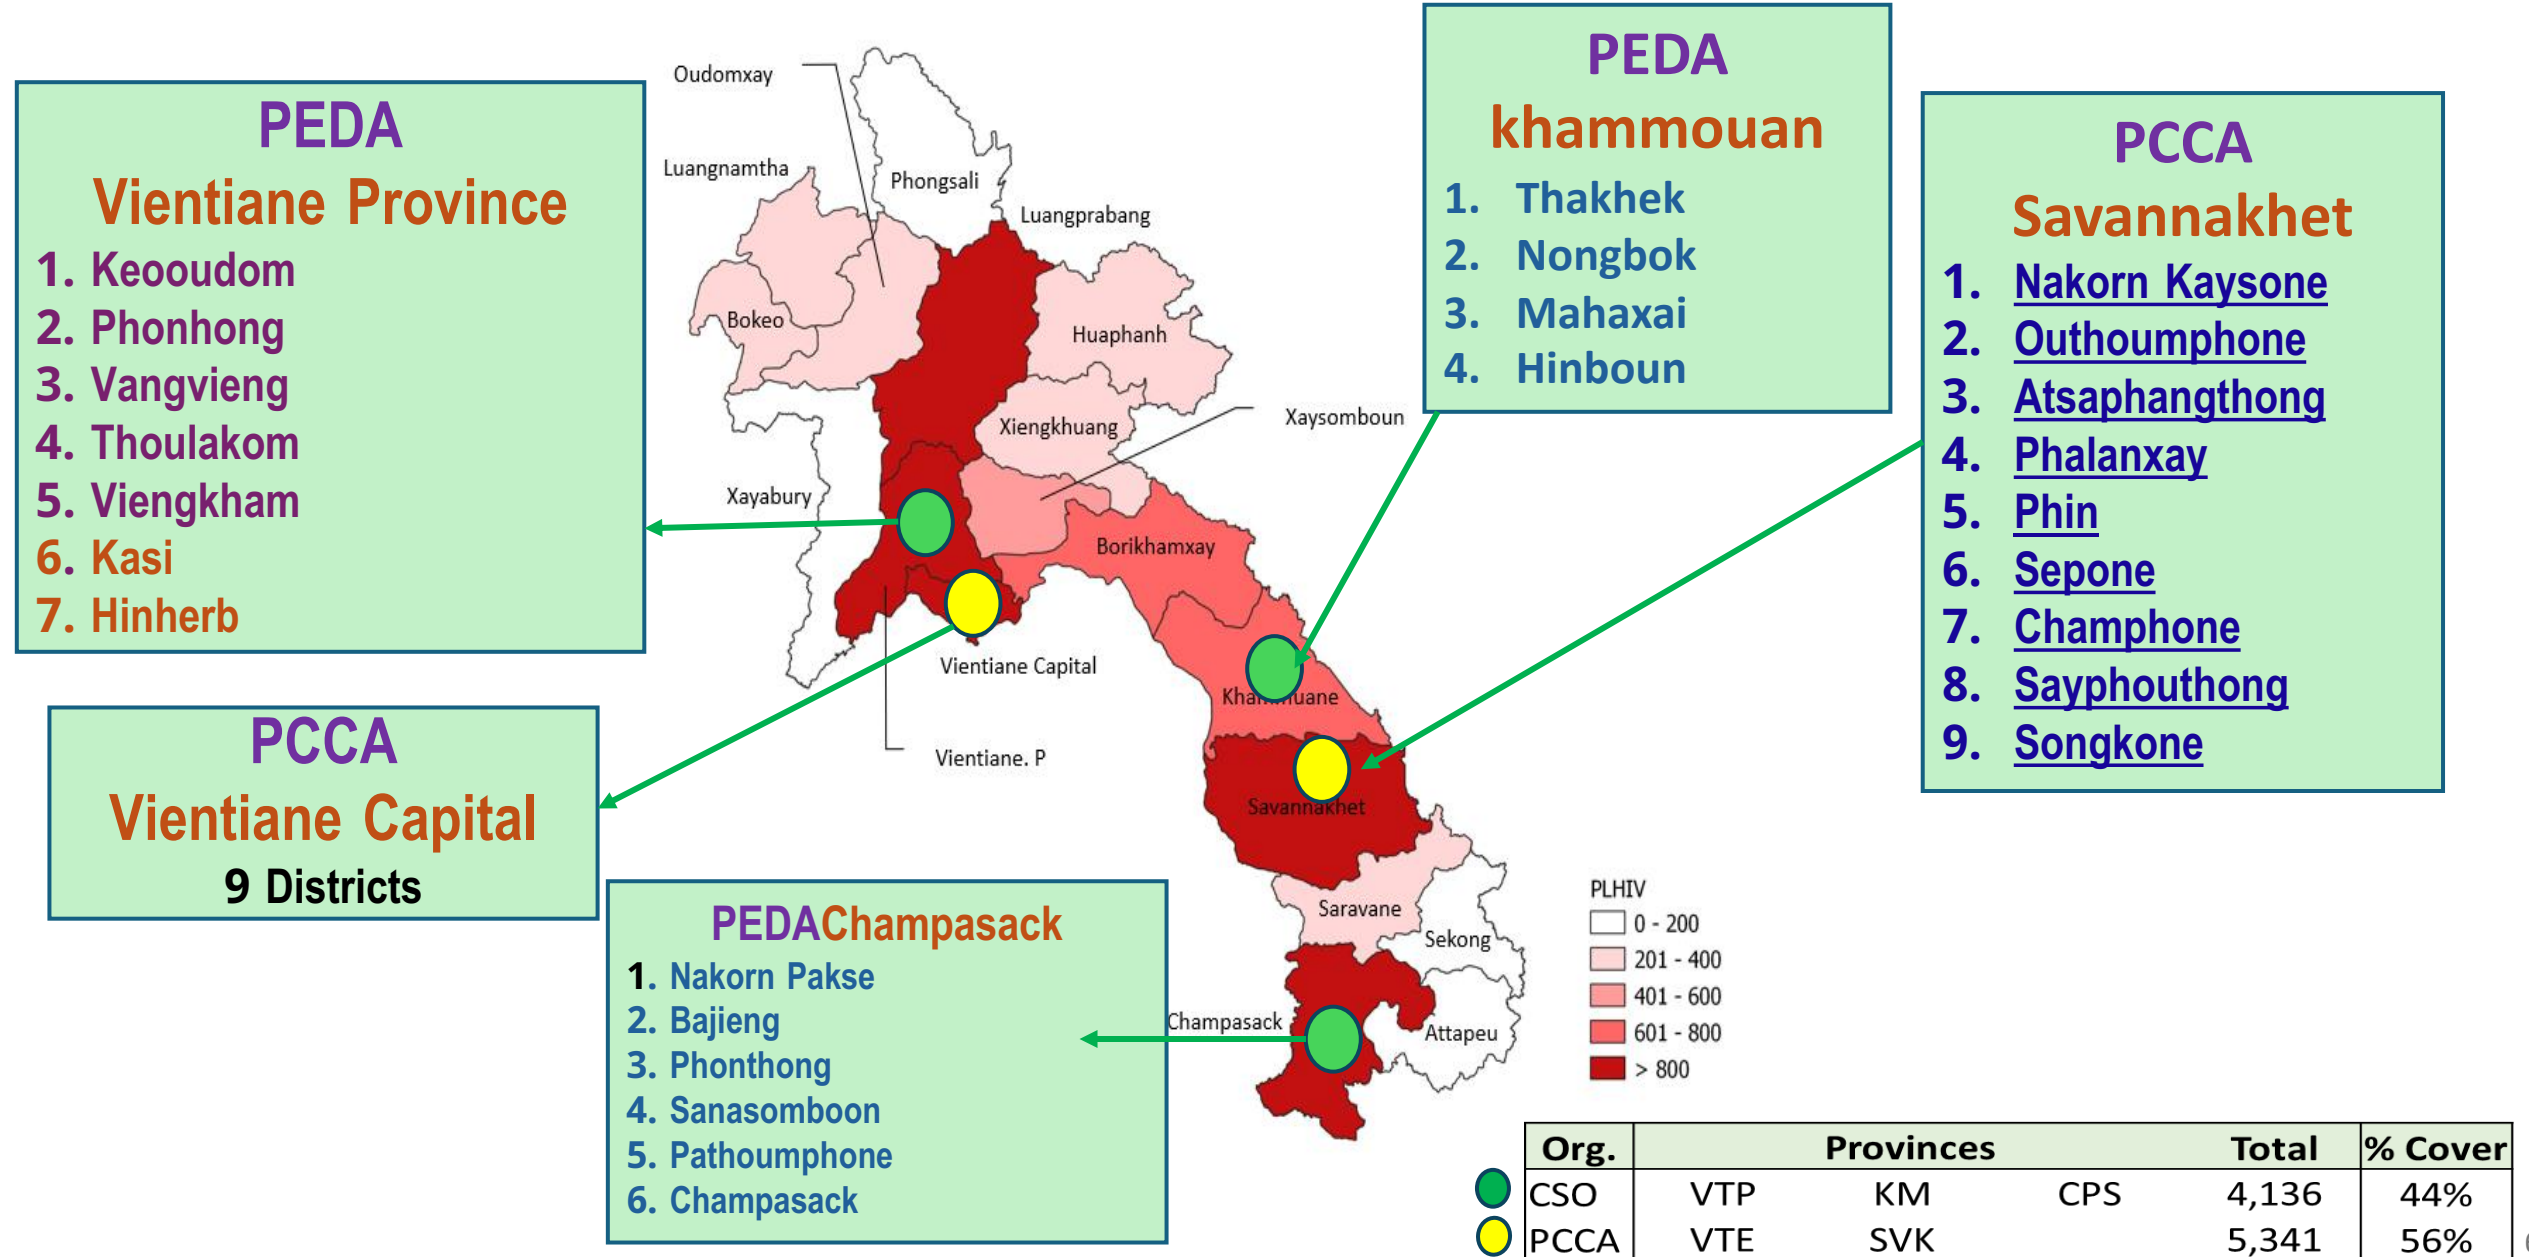 PEDA
Vientiane Province
1. Keooudom
2. Phonhong
3. Vangvieng
4. Thoulakom
5. Viengkham
6. Kasi
7. Hinherb
PCCA
Vientiane Capital
9 Districts
PEDAChampasack
1. Nakorn Pakse
2. Bajieng
3. Phonthong
4. Sanasomboon
5. Pathoumphone
6. Champasack
PEDA
khammouan
1. Thakhek
2. Nongbok
3. Mahaxai
4. Hinboun
PCCA
Savannakhet
1. Nakorn Kaysone
2. Outhoumphone
3. Atsaphangthong
4. Phalanxay
5. Phin
6. Sepone
7. Champhone
8. Sayphouthong
9. Songkone
Oudomxay
Luangnamtha
Phongsali
Luangprabang
Bokeo
Huaphanh
Xiengkhuang
Xaysomboun
Xayabury
Borikhamxay
Vientiane Capital
Vientiane. P
Savannakhet
Saravane
Sekong
Champasack
Attapeu
PLHIV
0 - 200
201 - 400
401 - 600
601 - 800
> 800
Org. Provinces Total % Cover
CSO VTP KM CPS 4,136 44%
PCCA VTE SVK 5,341 56%